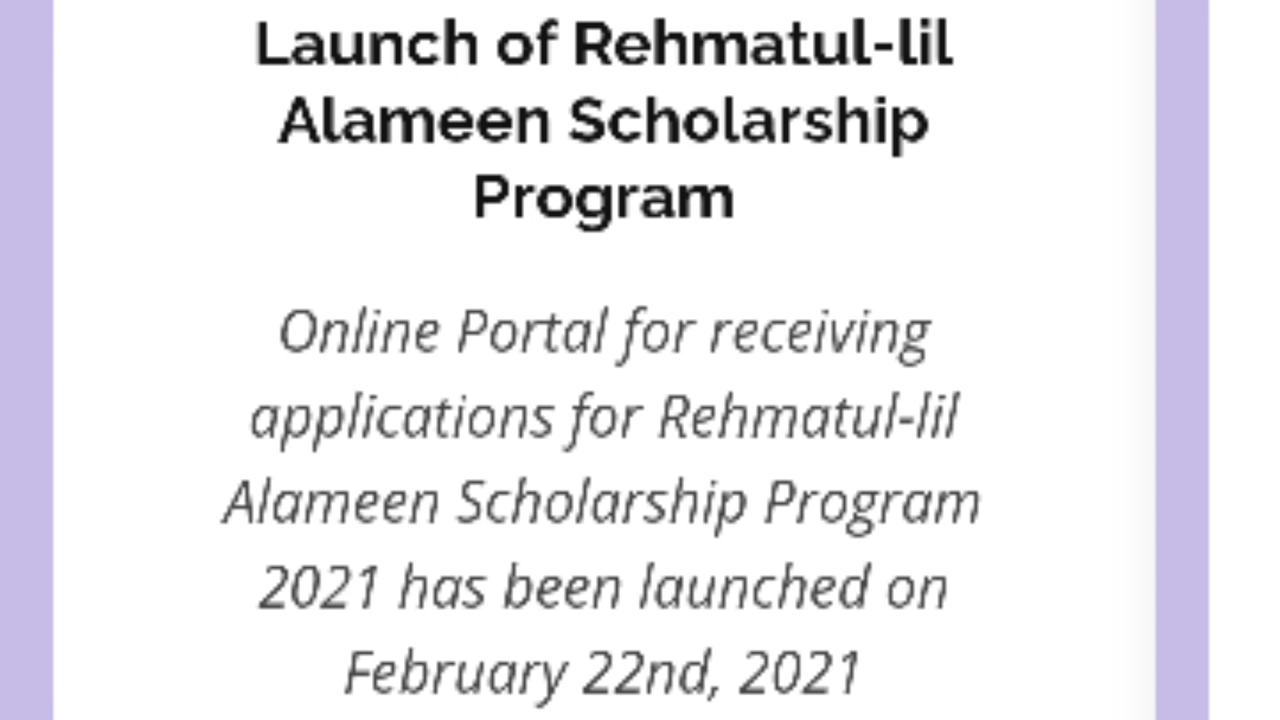 Launch of Rehmatul-lil
Alameen Scholarship
Program
Online Portal for receiving
applications for Rehmatul-lil
Alameen Scholarship Program
2021 has been launched on
February 22nd, 2021